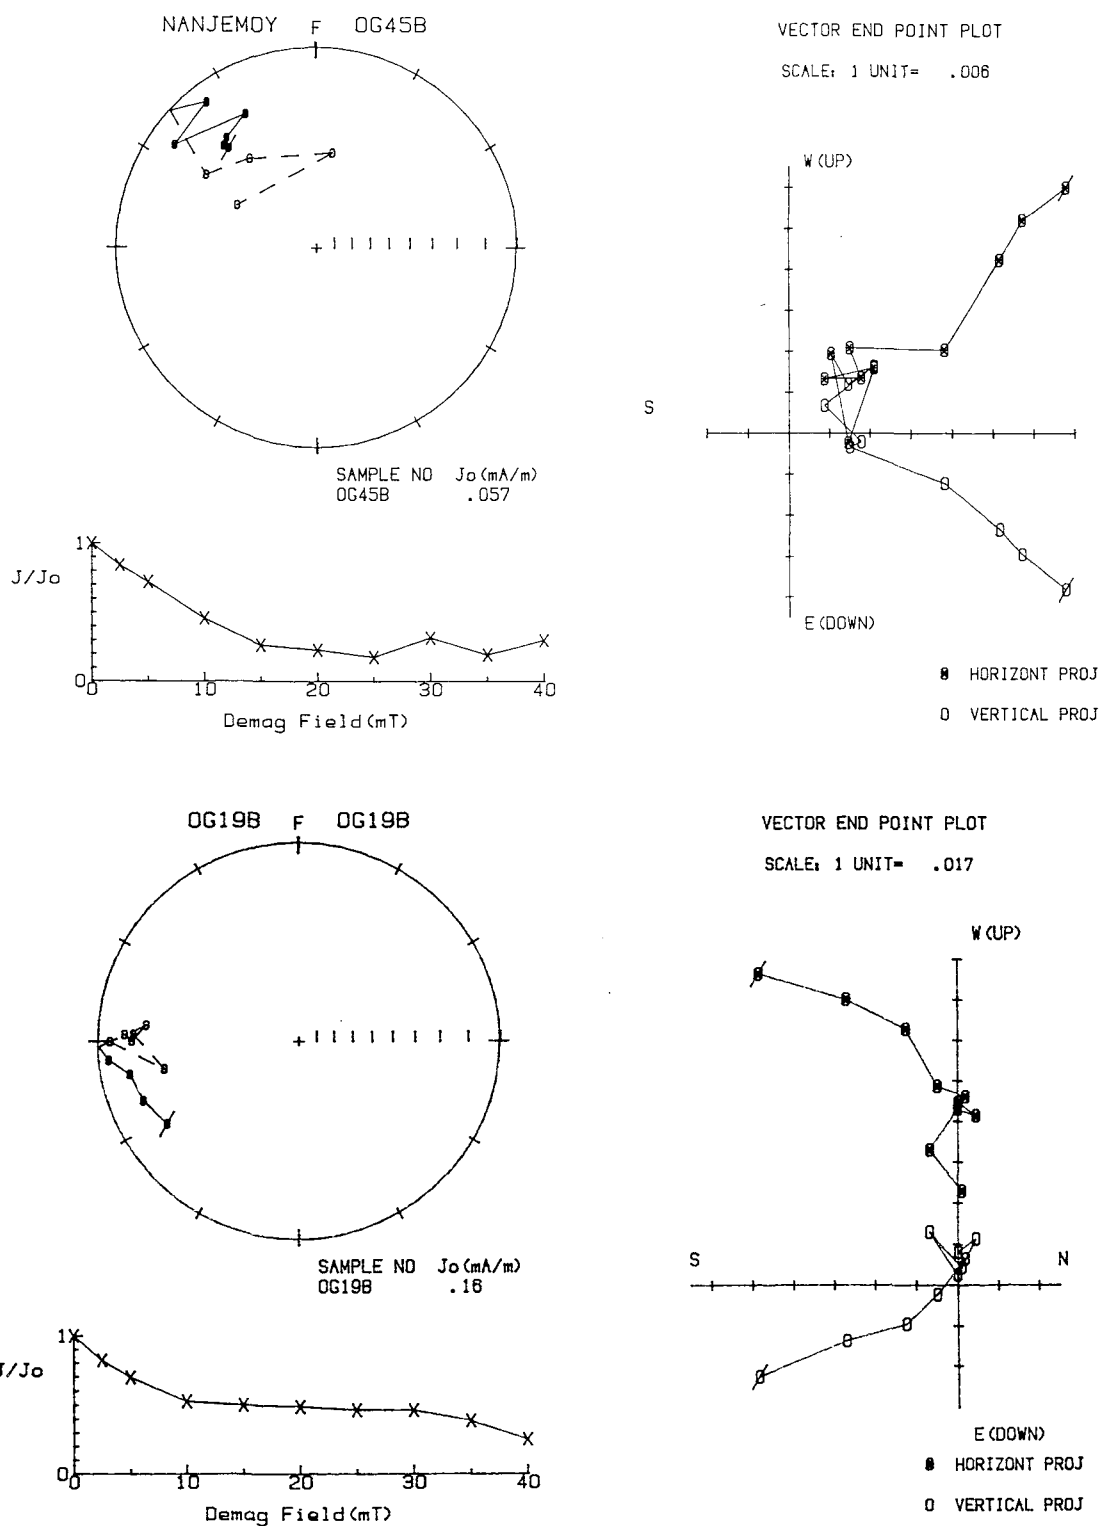 NANJEMOY F OG45B
VECTOR END POINT PLOT
SCALE: 1 UNIT= .006
W(UP)
S
E(DOWN)
SAMPLE NO Jo(mA/m)
OG45B .057
1
J/Jo
0
0 10 20 30 40
Demag Field(mT)
HORIZONT PROJ
VERTICAL PROJ
OG19B F OG19B
VECTOR END POINT PLOT
SCALE: 1 UNIT= .017
W(UP)
S N
E(DOWN)
SAMPLE NO Jo(mA/m)
OG19B .16
1
J/Jo
0
0 10 20 30 40
Demag Field(mT)
HORIZONT PROJ
VERTICAL PROJ